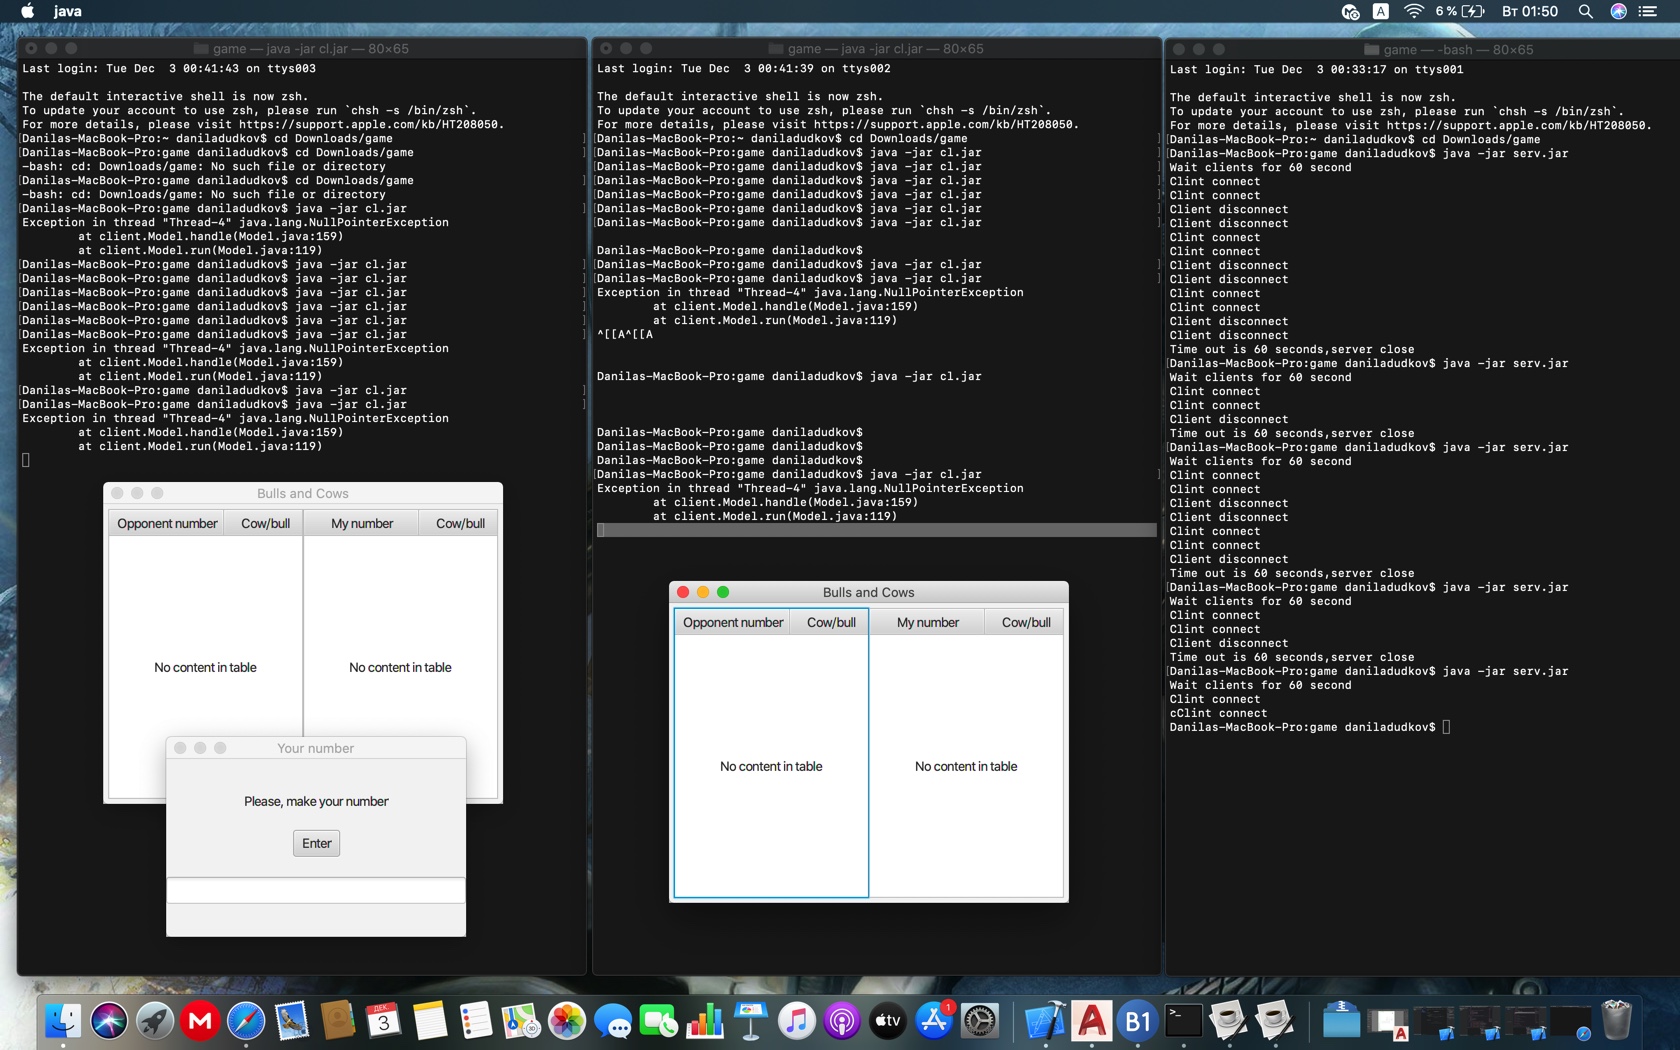 java
A
6 %
Вт 01:50
game — java -jar cl.jar — 80×65
Last login: Tue Dec  3 00:41:43 on ttys003
The default interactive shell is now zsh.
To update your account to use zsh, please run `chsh -s /bin/zsh`.
For more details, please visit https://support.apple.com/kb/HT208050.
[Danilas-MacBook-Pro:~ daniladudkov$ cd Downloads/game ]
[Danilas-MacBook-Pro:game daniladudkov$ cd Downloads/game ]
-bash: cd: Downloads/game: No such file or directory
[Danilas-MacBook-Pro:game daniladudkov$ cd Downloads/game ]
-bash: cd: Downloads/game: No such file or directory
[Danilas-MacBook-Pro:game daniladudkov$ java -jar cl.jar ]
Exception in thread "Thread-4" java.lang.NullPointerException
at client.Model.handle(Model.java:159)
at client.Model.run(Model.java:119)
[Danilas-MacBook-Pro:game daniladudkov$ java -jar cl.jar ]
[Danilas-MacBook-Pro:game daniladudkov$ java -jar cl.jar ]
[Danilas-MacBook-Pro:game daniladudkov$ java -jar cl.jar ]
[Danilas-MacBook-Pro:game daniladudkov$ java -jar cl.jar ]
[Danilas-MacBook-Pro:game daniladudkov$ java -jar cl.jar ]
[Danilas-MacBook-Pro:game daniladudkov$ java -jar cl.jar ]
Exception in thread "Thread-4" java.lang.NullPointerException
at client.Model.handle(Model.java:159)
at client.Model.run(Model.java:119)
[Danilas-MacBook-Pro:game daniladudkov$ java -jar cl.jar ]
[Danilas-MacBook-Pro:game daniladudkov$ java -jar cl.jar ]
Exception in thread "Thread-4" java.lang.NullPointerException
at client.Model.handle(Model.java:159)
at client.Model.run(Model.java:119)
Bulls and Cows
Opponent number Cow/bull My number Cow/bull
No content in table No content in table
Your number
Please, make your number
Enter
game — java -jar cl.jar — 80×65
Last login: Tue Dec  3 00:41:39 on ttys002
The default interactive shell is now zsh.
To update your account to use zsh, please run `chsh -s /bin/zsh`.
For more details, please visit https://support.apple.com/kb/HT208050.
[Danilas-MacBook-Pro:~ daniladudkov$ cd Downloads/game ]
[Danilas-MacBook-Pro:game daniladudkov$ java -jar cl.jar ]
[Danilas-MacBook-Pro:game daniladudkov$ java -jar cl.jar ]
[Danilas-MacBook-Pro:game daniladudkov$ java -jar cl.jar ]
[Danilas-MacBook-Pro:game daniladudkov$ java -jar cl.jar ]
[Danilas-MacBook-Pro:game daniladudkov$ java -jar cl.jar ]
[Danilas-MacBook-Pro:game daniladudkov$ java -jar cl.jar ]
Danilas-MacBook-Pro:game daniladudkov$
[Danilas-MacBook-Pro:game daniladudkov$ java -jar cl.jar ]
[Danilas-MacBook-Pro:game daniladudkov$ java -jar cl.jar ]
Exception in thread "Thread-4" java.lang.NullPointerException
at client.Model.handle(Model.java:159)
at client.Model.run(Model.java:119)
^[[A^[[A
Danilas-MacBook-Pro:game daniladudkov$ java -jar cl.jar
Danilas-MacBook-Pro:game daniladudkov$
Danilas-MacBook-Pro:game daniladudkov$
Danilas-MacBook-Pro:game daniladudkov$
[Danilas-MacBook-Pro:game daniladudkov$ java -jar cl.jar ]
Exception in thread "Thread-4" java.lang.NullPointerException
at client.Model.handle(Model.java:159)
at client.Model.run(Model.java:119)
Bulls and Cows
Opponent number Cow/bull My number Cow/bull
No content in table No content in table
game — -bash — 80×65
Last login: Tue Dec  3 00:33:17 on ttys001
The default interactive shell is now zsh.
To update your account to use zsh, please run `chsh -s /bin/zsh`.
For more details, please visit https://support.apple.com/kb/HT208050.
[Danilas-MacBook-Pro:~ daniladudkov$ cd Downloads/game
[Danilas-MacBook-Pro:game daniladudkov$ java -jar serv.jar
Wait clients for 60 second
Clint connect
Clint connect
Client disconnect
Client disconnect
Clint connect
Clint connect
Client disconnect
Client disconnect
Clint connect
Clint connect
Client disconnect
Client disconnect
Time out is 60 seconds,server close
[Danilas-MacBook-Pro:game daniladudkov$ java -jar serv.jar
Wait clients for 60 second
Clint connect
Clint connect
Client disconnect
Time out is 60 seconds,server close
[Danilas-MacBook-Pro:game daniladudkov$ java -jar serv.jar
Wait clients for 60 second
Clint connect
Clint connect
Client disconnect
Client disconnect
Clint connect
Clint connect
Client disconnect
Time out is 60 seconds,server close
[Danilas-MacBook-Pro:game daniladudkov$ java -jar serv.jar
Wait clients for 60 second
Clint connect
Clint connect
Client disconnect
Time out is 60 seconds,server close
[Danilas-MacBook-Pro:game daniladudkov$ java -jar serv.jar
Wait clients for 60 second
Clint connect
cClint connect
Danilas-MacBook-Pro:game daniladudkov$
M
ДЕК.
3
tv
1
A
B1
>_
A